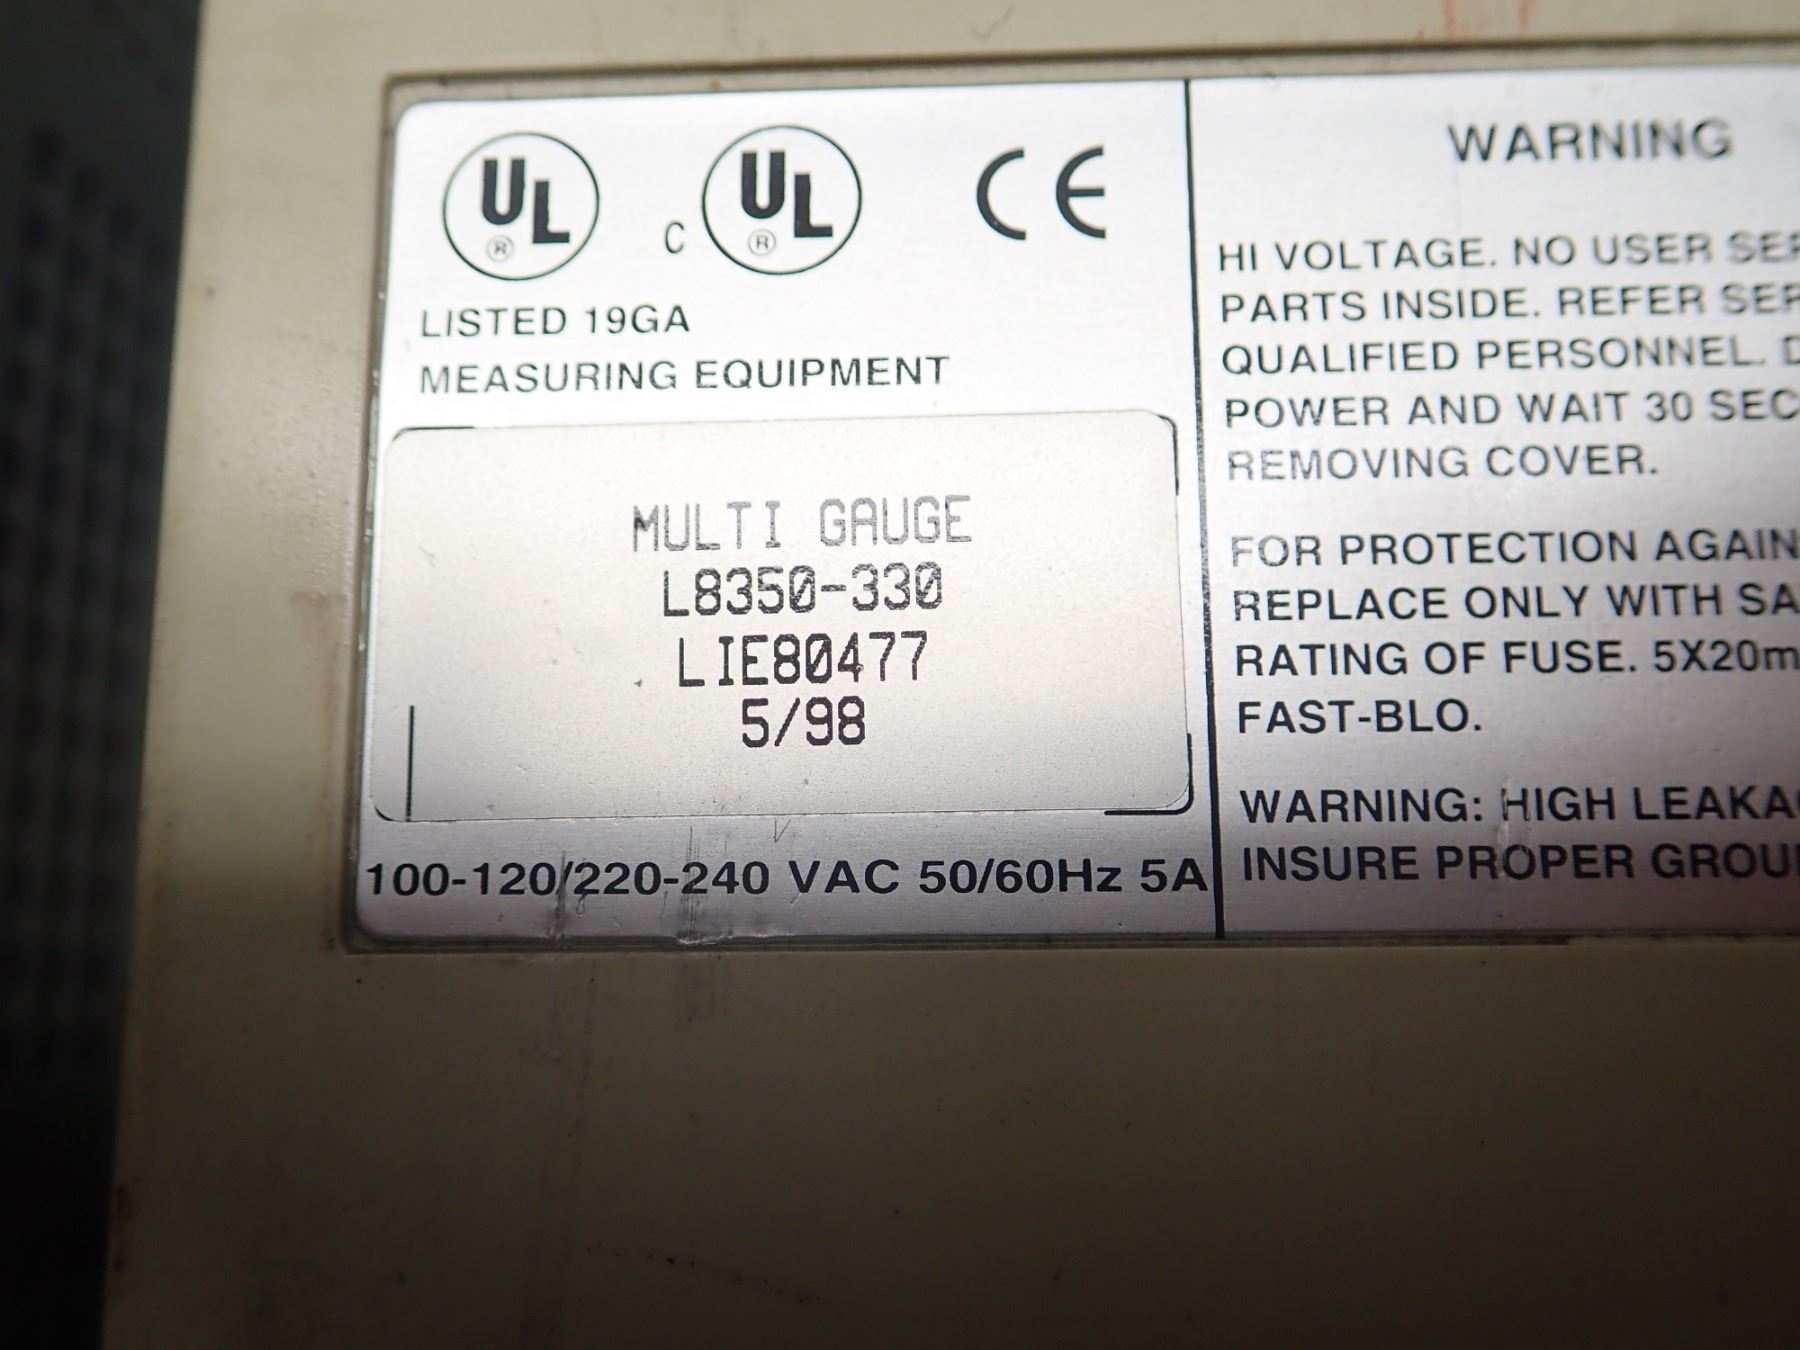 UL ® C UL ® CE
LISTED 19GA
MEASURING EQUIPMENT
MULTI GAUGE
L8350-330
LIE80477
5/98
100-120/220-240 VAC 50/60Hz 5A
WARNING
HI VOLTAGE. NO USER
PARTS INSIDE. REFER
QUALIFIED PERSONNEL.
POWER AND WAIT 30 SEC
REMOVING COVER.
FOR PROTECTION
REPLACE ONLY WITH
RATING OF FUSE. 5X20m
FAST-BLO.
WARNING: HIGH
INSURE PROPER